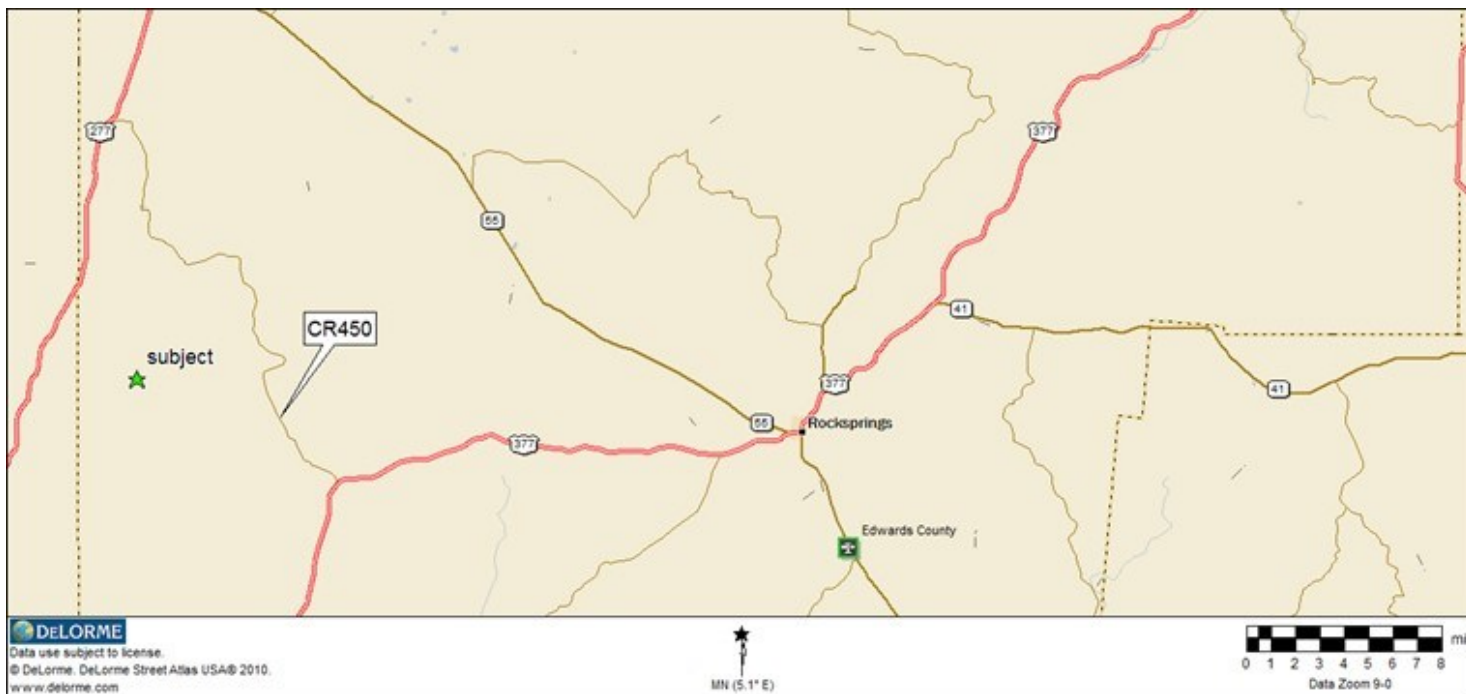 277
377
55
CR450
41
subject
377
41
55
Rocksprings
377
Edwards County
DELORME
Data use subject to license.
© DeLorme. DeLorme Street Atlas USA® 2010.
www.delorme.com
MN (5.1° E)
mi
0 1 2 3 4 5 6 7 8
Data Zoom 9-0